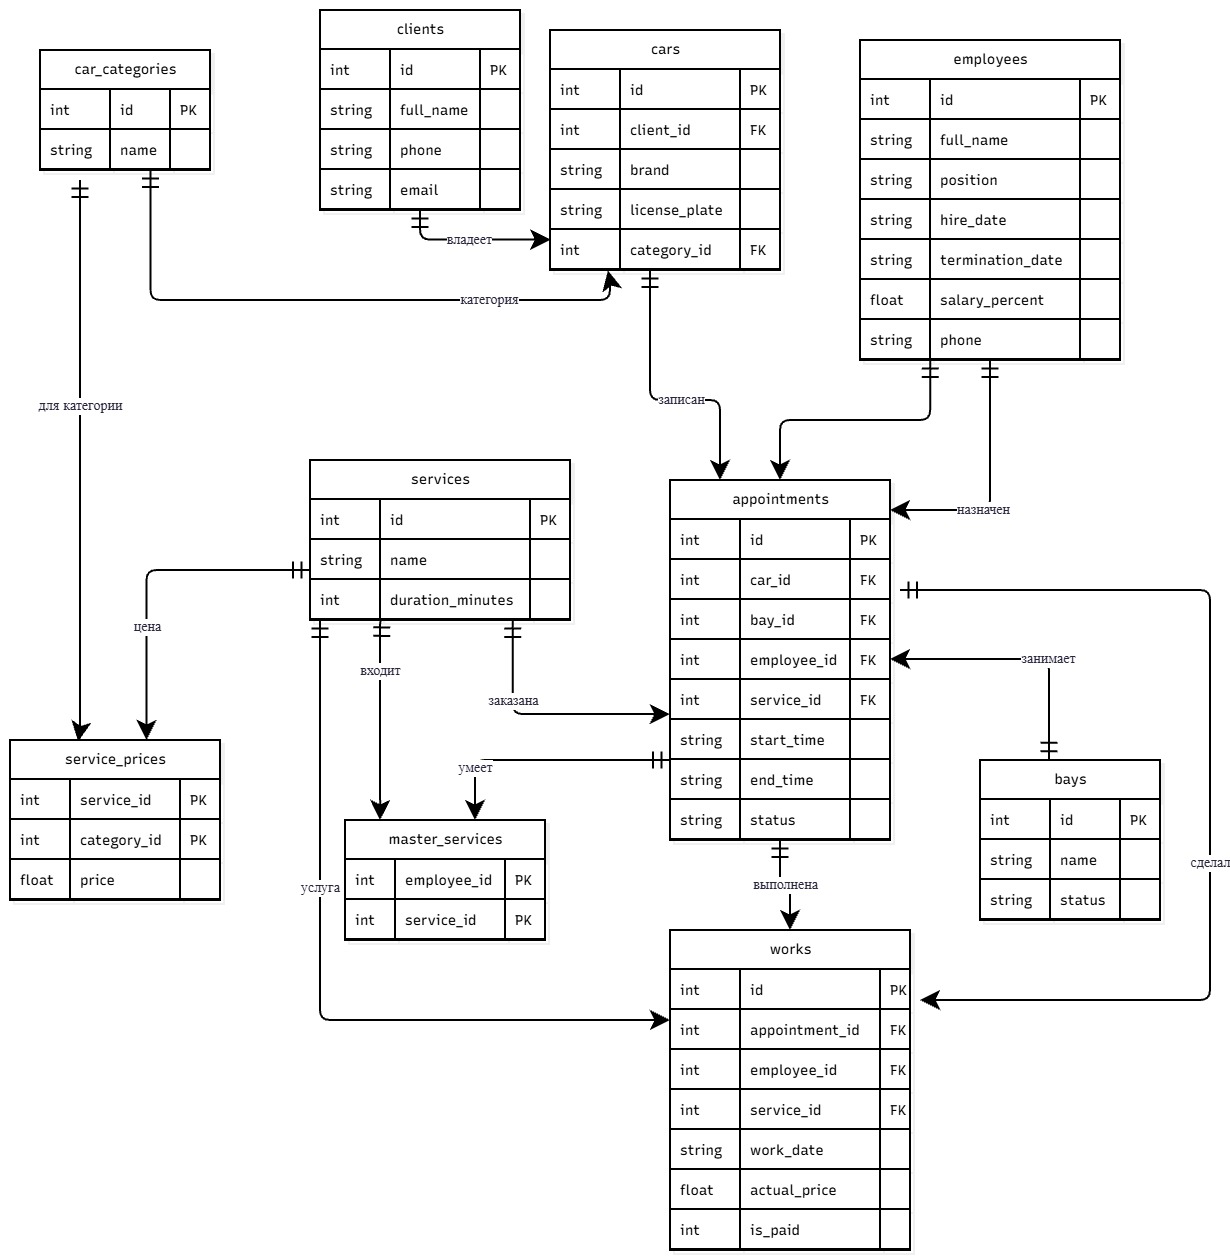 car_categories
int id PK
string name
clients
int id PK
string full_name
string phone
string email
cars
int id PK
int client_id FK
string brand
string license_plate
int category_id FK
employees
int id PK
string full_name
string position
string hire_date
string termination_date
float salary_percent
string phone
владеет
категория
для категории
записан
назначен
services
int id PK
string name
int duration_minutes
appointments
int id PK
int car_id FK
int bay_id FK
int employee_id FK
int service_id FK
string start_time
string end_time
string status
цена
входит
заказана
занимает
умеет
service_prices
int service_id PK
int category_id PK
float price
master_services
int employee_id PK
int service_id PK
bays
int id PK
string name
string status
услуга
выполнена
сделал
works
int id PK
int appointment_id FK
int employee_id FK
int service_id FK
string work_date
float actual_price
int is_paid